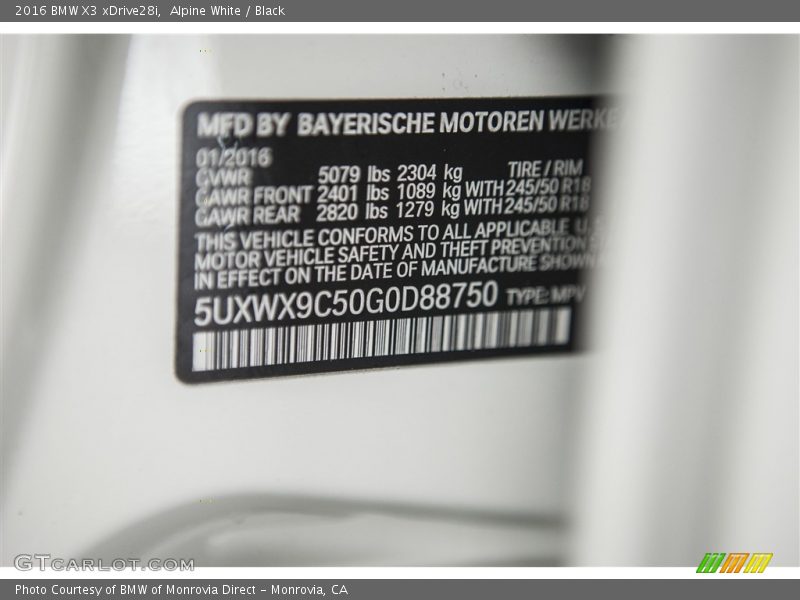 2016 BMW X3 xDrive28i,  Alpine White / Black
MFD BY BAYERISCHE MOTOREN WERKE
01/2016
GVWR 5079 lbs 2304 kg TIRE / RIM
GAWR FRONT 2401 lbs 1089 kg WITH 245/50 R18
GAWR REAR 2820 lbs 1279 kg WITH 245/50 R18
THIS VEHICLE CONFORMS TO ALL APPLICABLE U.S.
MOTOR VEHICLE SAFETY AND THEFT PREVENTION
IN EFFECT ON THE DATE OF MANUFACTURE SHOWN
5UXWX9C50G0D88750 TYPE: MPV
GTCARLOT.COM
Photo Courtesy of BMW of Monrovia Direct – Monrovia, CA